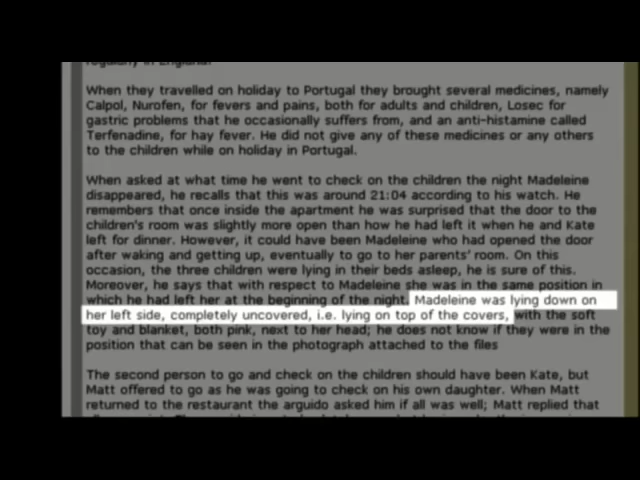 regularly in England.
When they travelled on holiday to Portugal they brought several medicines, namely
Calpol, Nurofen, for fevers and pains, both for adults and children, Losec for
gastric problems that he occasionally suffers from, and an anti-histamine called
Terfenadine, for hay fever. He did not give any of these medicines or any others
to the children while on holiday in Portugal.
When asked at what time he went to check on the children the night Madeleine
disappeared, he recalls that this was around 21:04 according to his watch. He
remembers that once inside the apartment he was surprised that the door to the
children's room was slightly more open than how he had left it when he and Kate
left for dinner. However, it could have been Madeleine who had opened the door
after waking and getting up, eventually to go to her parents' room. On this
occasion, the three children were lying in their beds asleep, he is sure of this.
Moreover, he says that with respect to Madeleine she was in the same position in
which he had left her at the beginning of the night. Madeleine was lying down on
her left side, completely uncovered, i.e. lying on top of the covers, with the soft
toy and blanket, both pink, next to her head; he does not know if they were in the
position that can be seen in the photograph attached to the files
The second person to go and check on the children should have been Kate, but
Matt offered to go as he was going to check on his own daughter. When Matt
returned to the restaurant the arguido asked him if all was well; Matt replied that